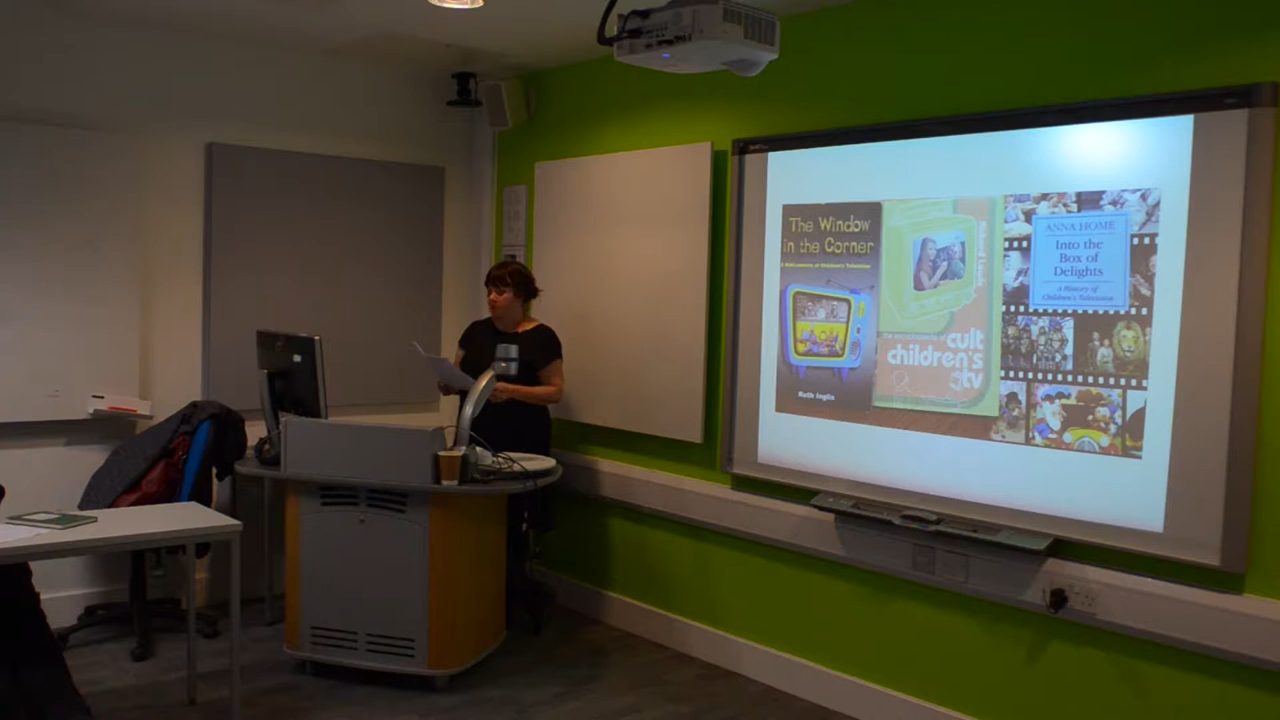 The Window
in the Corner
Ruth Inglis
cult
children's
tv
ANNA HOME
Into the
Box of
Delights
A History of
Children's Television